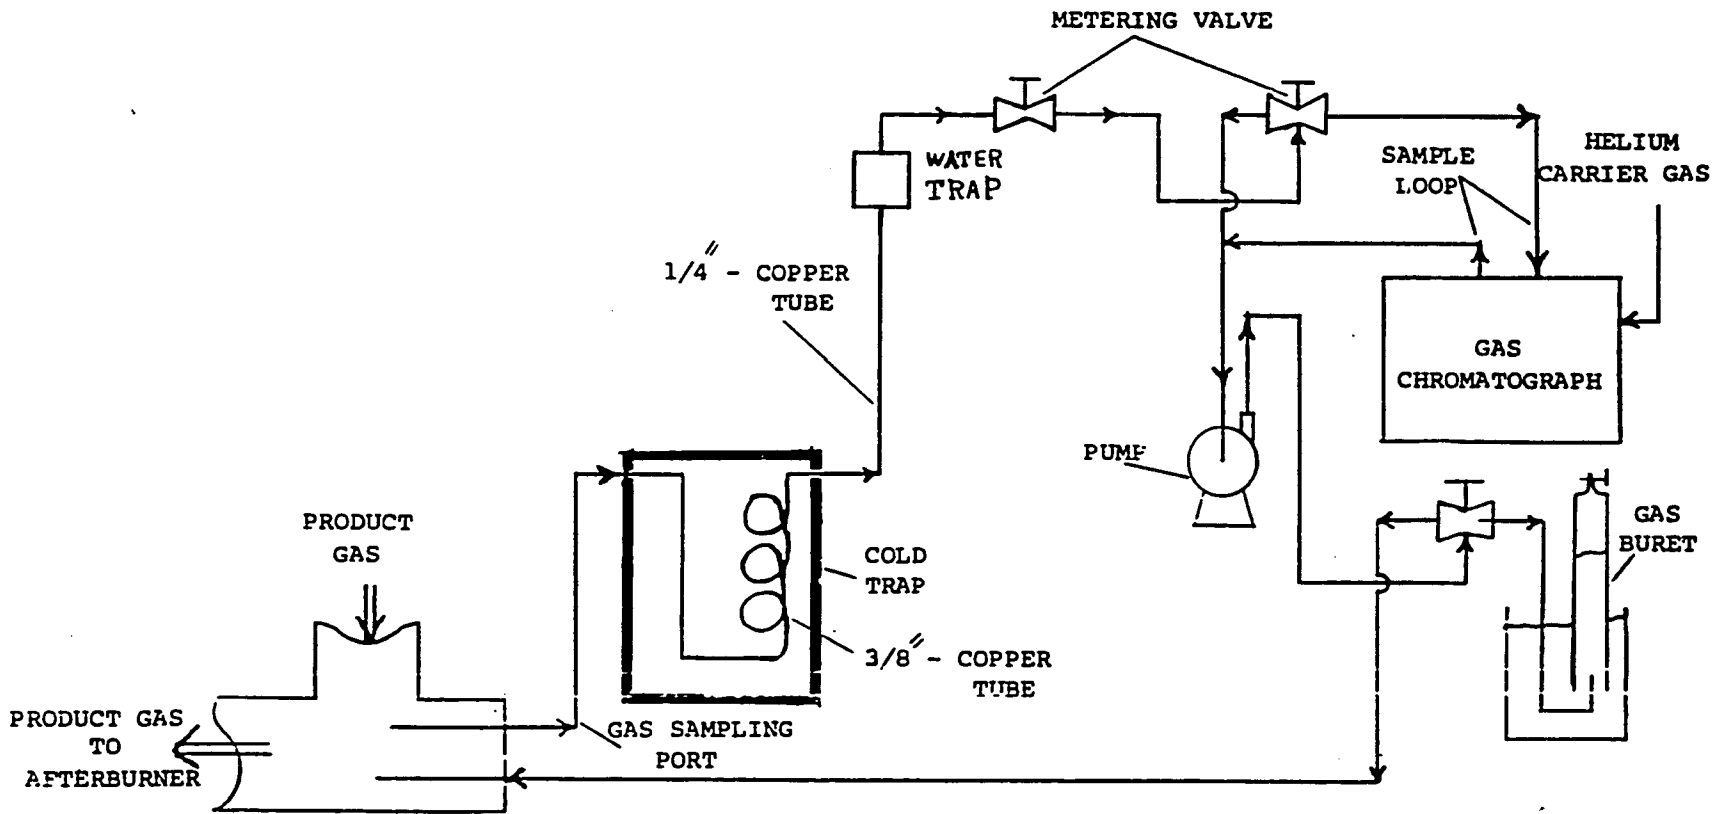 METERING VALVE
WATER
TRAP
HELIUM
CARRIER GAS
SAMPLE
LOOP
1/4" - COPPER
TUBE
GAS
CHROMATOGRAPH
PUMP
PRODUCT
GAS
COLD
TRAP
GAS
BURET
3/8" - COPPER
TUBE
PRODUCT GAS
TO
AFTERBURNER
GAS SAMPLING
PORT